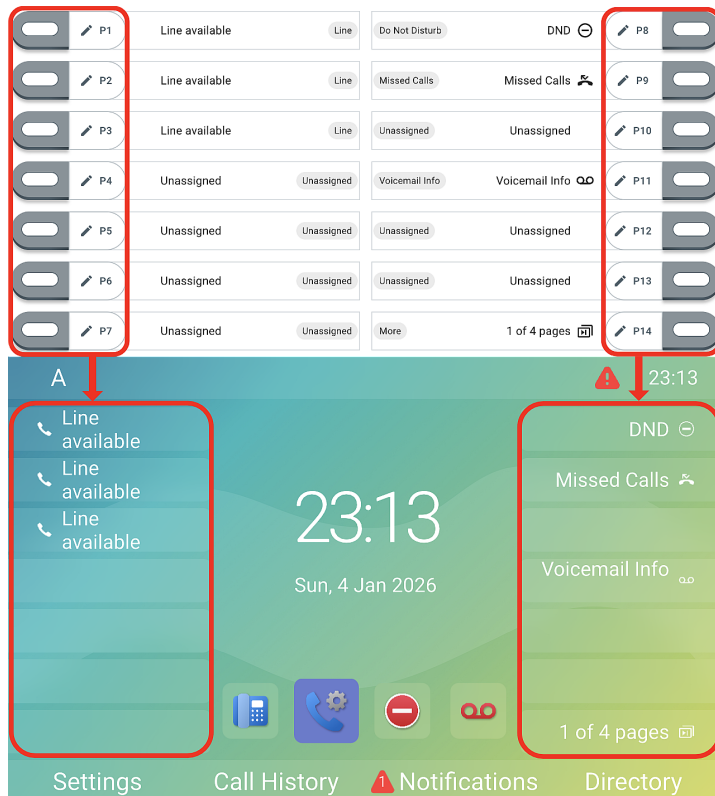 P1 Line available Line Do Not Disturb DND P8
P2 Line available Line Missed Calls Missed Calls P9
P3 Line available Line Unassigned Unassigned P10
P4 Unassigned Unassigned Voicemail Info Voicemail Info P11
P5 Unassigned Unassigned Unassigned Unassigned P12
P6 Unassigned Unassigned Unassigned Unassigned P13
P7 Unassigned Unassigned More 1 of 4 pages P14
A 23:13
Line
available
Line
available
Line
available
23:13
Sun, 4 Jan 2026
DND
Missed Calls
Voicemail Info
1 of 4 pages
Settings Call History 1 Notifications Directory